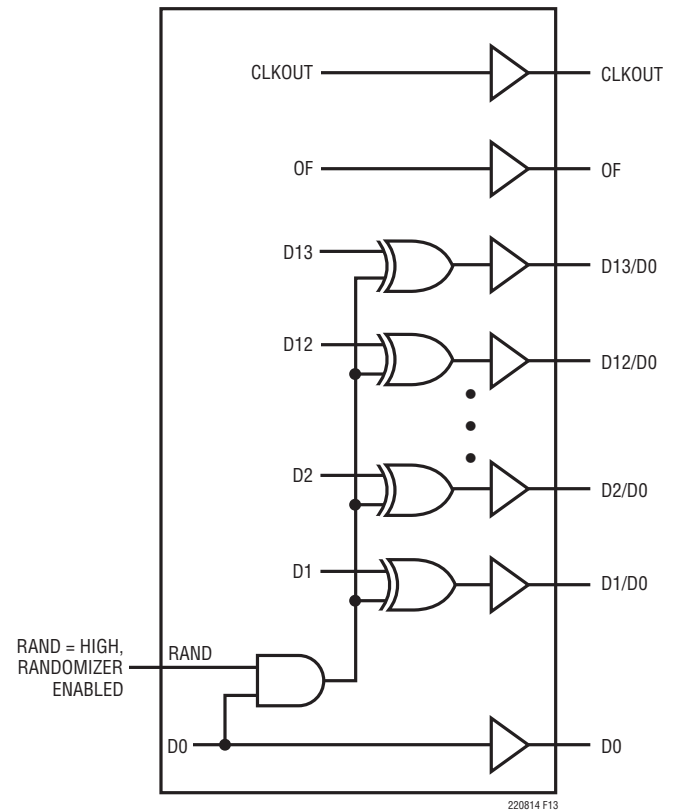 CLKOUT
CLKOUT
OF
OF
D13
D13/D0
D12
D12/D0
D2
D2/D0
D1
D1/D0
RAND = HIGH,
RANDOMIZER
ENABLED
RAND
D0
D0
220814 F13